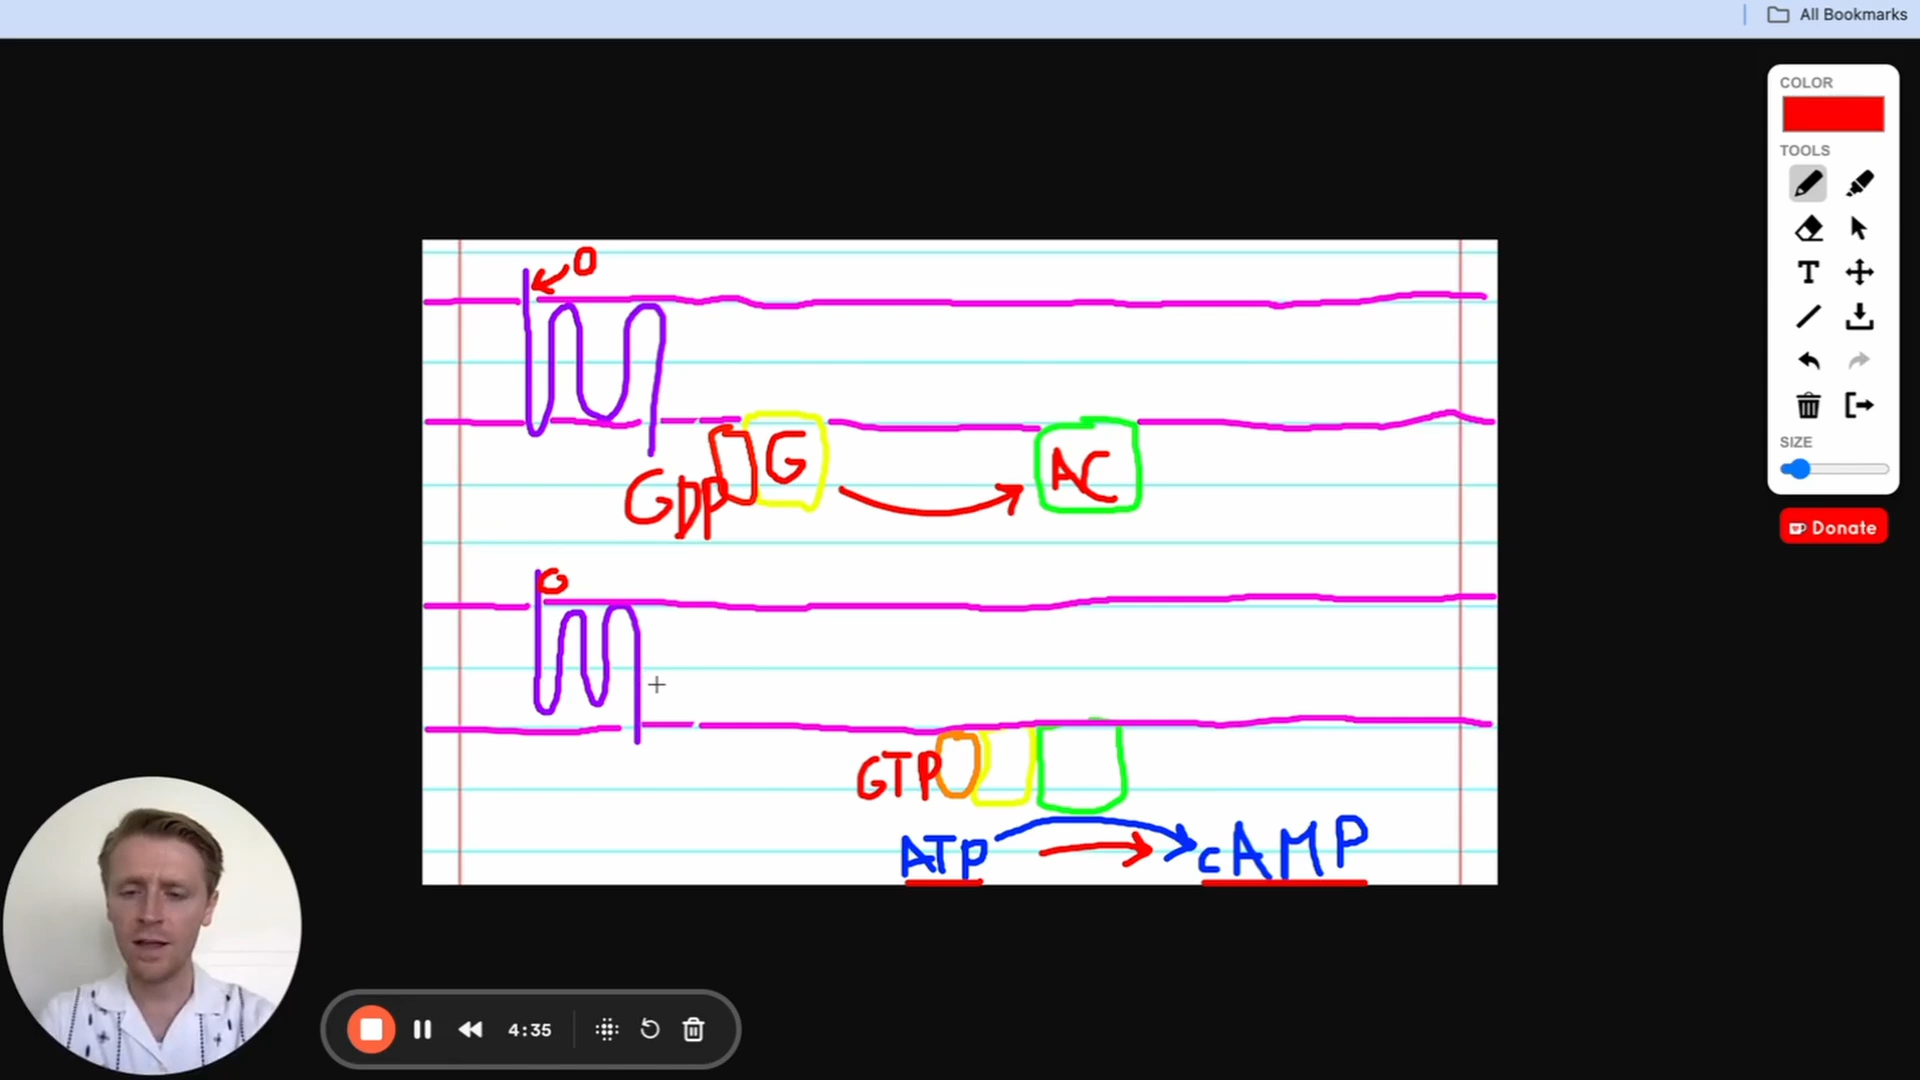 All Bookmarks
COLOR
TOOLS
T
SIZE
Donate
G
GDP
AC
GTP
ATP
cAMP
4:35